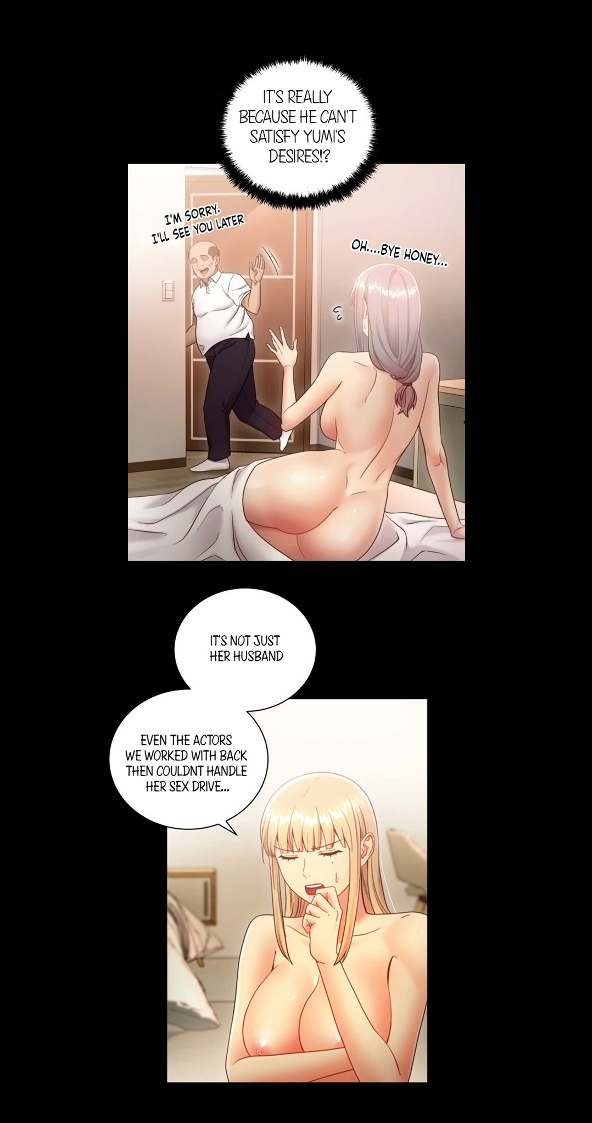 IT'S REALLY
BECAUSE HE CAN'T
SATISFY YUMI'S
DESIRES!?
I'M SORRY.
I'LL SEE YOU LATER
OH....BYE HONEY...
IT'S NOT JUST
HER HUSBAND
EVEN THE ACTORS
WE WORKED WITH BACK
THEN COULDNT HANDLE
HER SEX DRIVE...